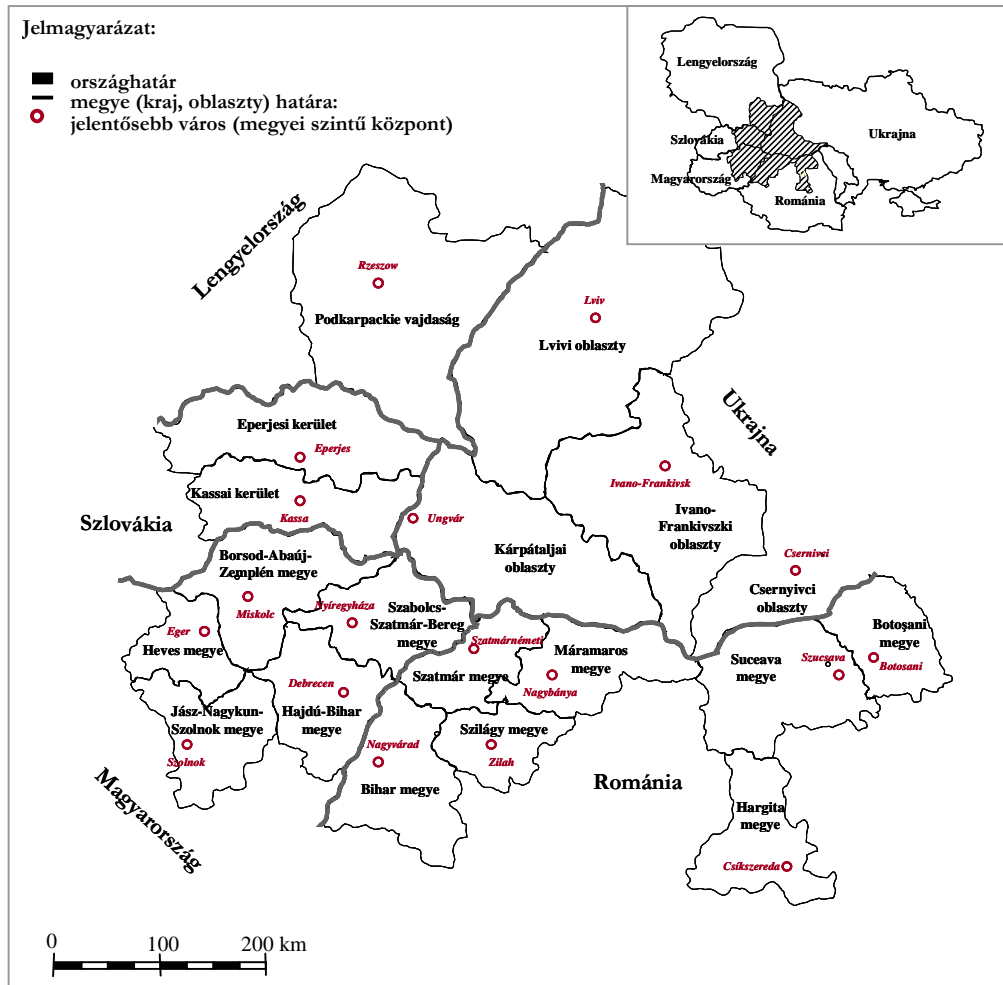 Jelmagyarázat:
országhatár
megye (kraj, oblaszty) határa:
jelentősebb város (megyei szintű központ)
Lengyelország
Szlovákia
Ukrajna
Magyarország
Románia
Lengyelország
Rzeszow
Podkarpackie vajdaság
Lviv
Lvivi oblaszty
Ukrajna
Eperjesi kerület
Eperjes
Kassai kerület
Kassa
Ungvár
Szlovákia
Ivano-Frankivsk
Ivano-
Frankivszki
oblaszty
Kárpátaljai
oblaszty
Csernivci
Csernyivci
oblaszty
Borsod-Abaúj-
Zemplén megye
Miskolc
Nyíregyháza
Szabolcs-
Szatmár-Bereg
megye
Eger
Heves megye
Szatmárnémeti
Szatmár megye
Máramaros
megye
Nagybánya
Suceava
megye
Szucsava
Botoşani
megye
Botosani
Debrecen
Hajdú-Bihar
megye
Jász-Nagykun-
Szolnok megye
Szolnok
Nagyvárad
Bihar megye
Szilágy megye
Zilah
Románia
Magyarország
Hargita
megye
Csíkszereda
0 100 200 km